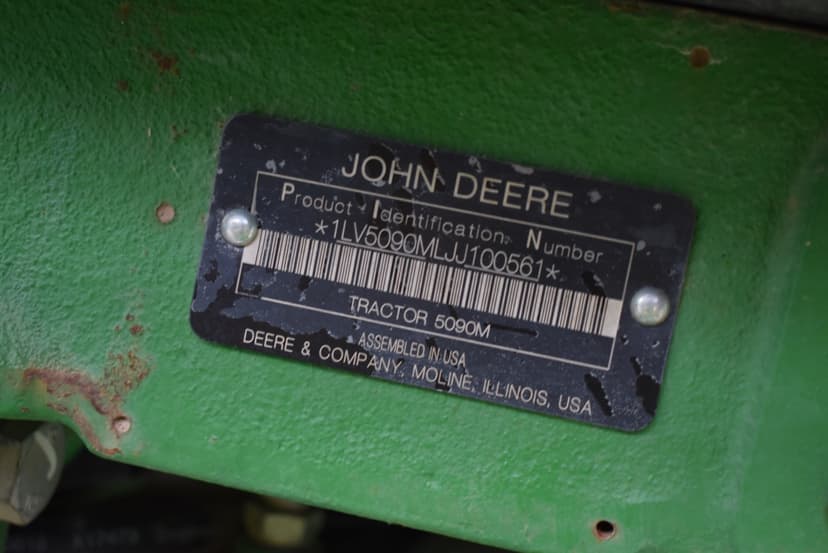 JOHN DEERE
Product Identification Number
*1LV5090MLJJ100561*
TRACTOR 5090M
ASSEMBLED IN USA
DEERE & COMPANY, MOLINE, ILLINOIS, USA